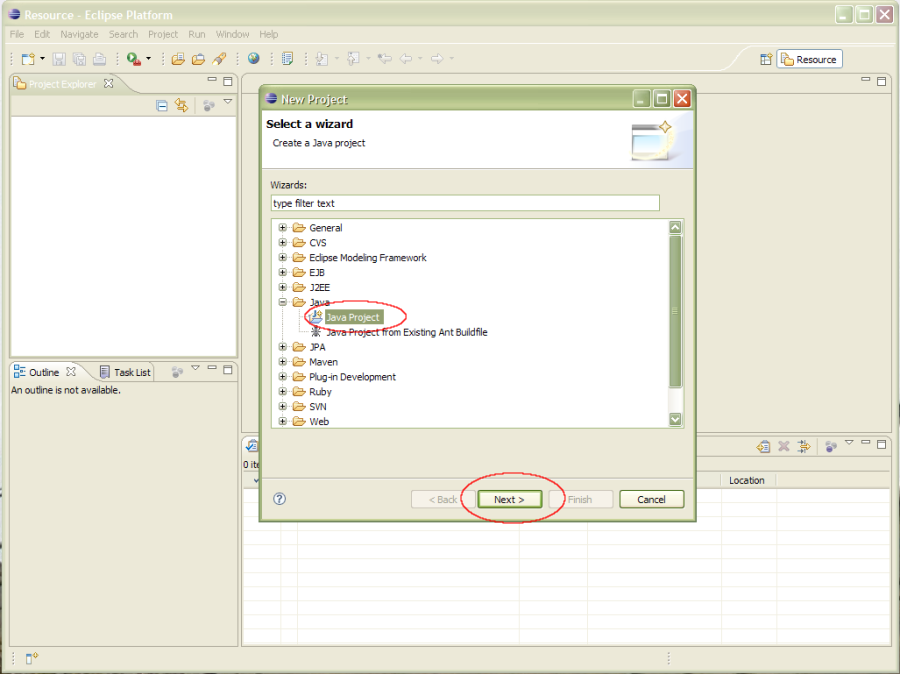 Resource - Eclipse Platform
File Edit Navigate Search Project Run Window Help
Resource
Project Explorer
New Project
Select a wizard
Create a Java project
Wizards:
type filter text
General
CVS
Eclipse Modeling Framework
EJB
J2EE
Java
Java Project
Java Project from Existing Ant Buildfile
JPA
Maven
Plug-in Development
Ruby
SVN
Web
Outline Task List
An outline is not available.
Location
< Back Next > Finish Cancel